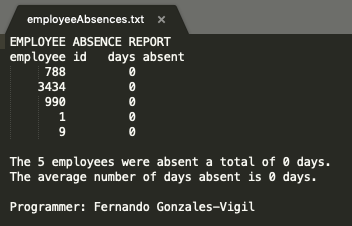 employeeAbsences.txt ×
EMPLOYEE ABSENCE REPORT
employee id   days absent
     788         0
    3434         0
     990         0
       1         0
       9         0

The 5 employees were absent a total of 0 days.
The average number of days absent is 0 days.

Programmer: Fernando Gonzales-Vigil